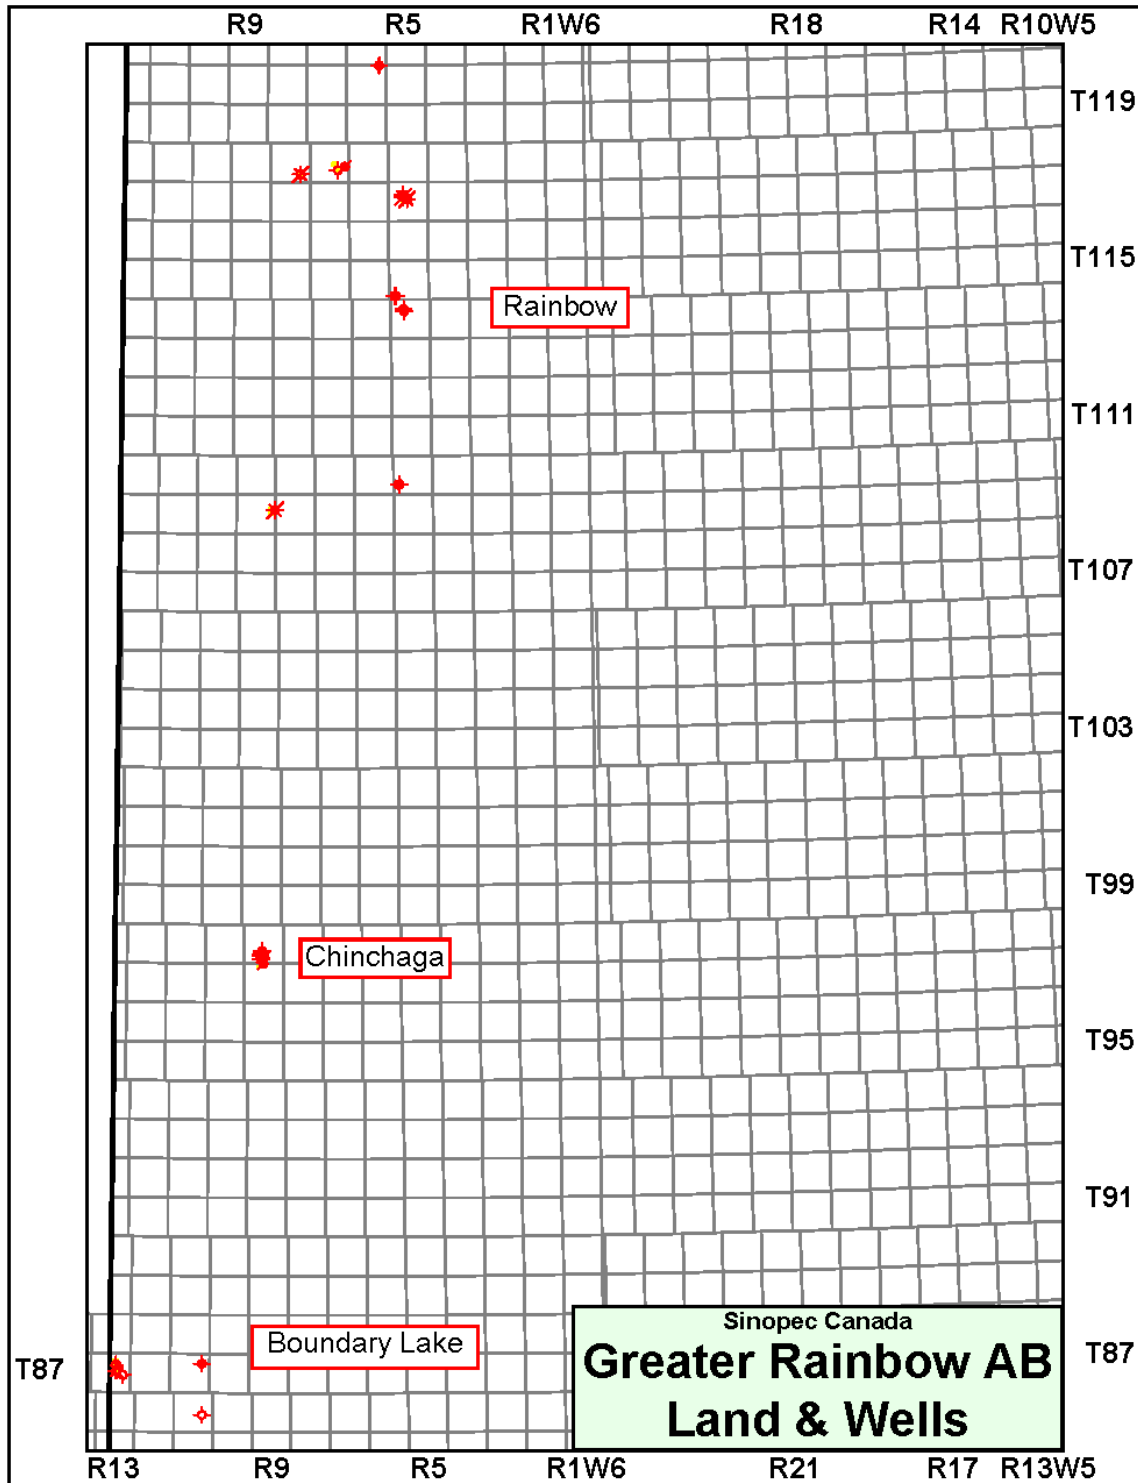 R9 R5 R1W6 R18 R14 R10W5
T119
T115
Rainbow
T111
T107
T103
T99
Chinchaga
T95
T91
Sinopec Canada
Boundary Lake
Greater Rainbow AB
T87
T87
Land & Wells
R13 R9 R5 R1W6 R21 R17 R13W5